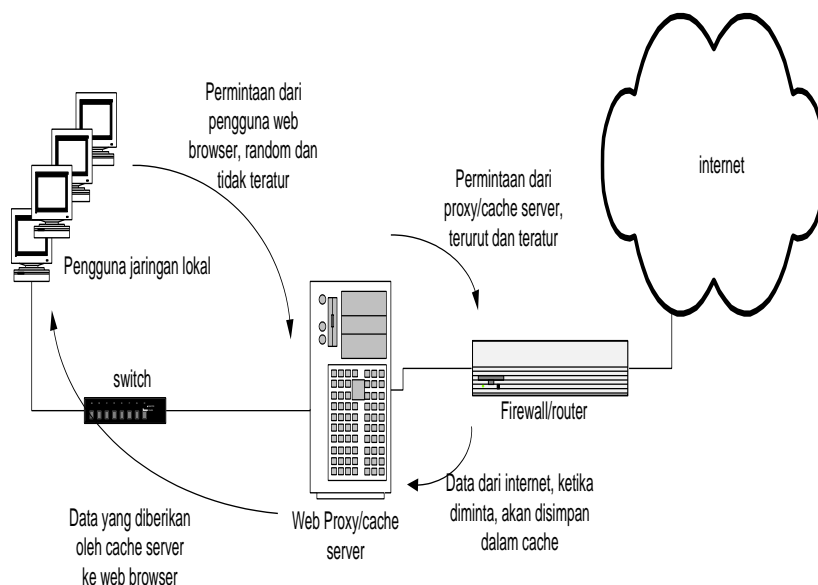 Permintaan dari
pengguna web
browser, random dan
tidak teratur
internet
Permintaan dari
proxy/cache server,
terurut dan teratur
Pengguna jaringan lokal
switch
Firewall/router
Data dari internet, ketika
diminta, akan disimpan
dalam cache
Web Proxy/cache
server
Data yang diberikan
oleh cache server
ke web browser